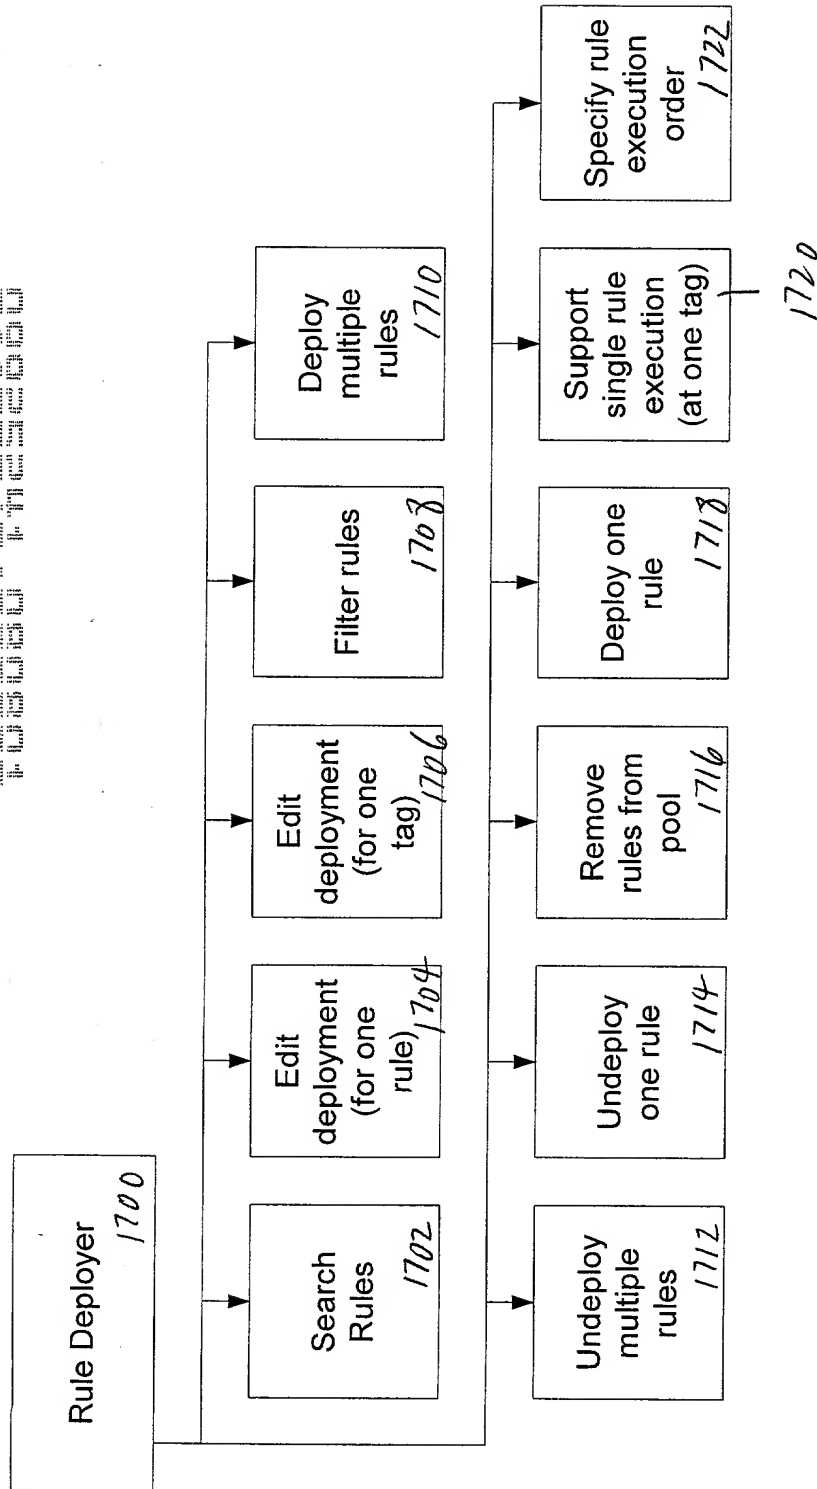 Rule Deployer
1700
Search
Rules
1702
Edit
deployment
(for one
rule)
1704
Edit
deployment
(for one
tag)
1706
Filter rules
1708
Deploy
multiple
rules
1710
Undeploy
multiple
rules
1712
Undeploy
one rule
1714
Remove
rules from
pool
1716
Deploy one
rule
1718
Support
single rule
execution
(at one tag)
1720
Specify rule
execution
order
1722